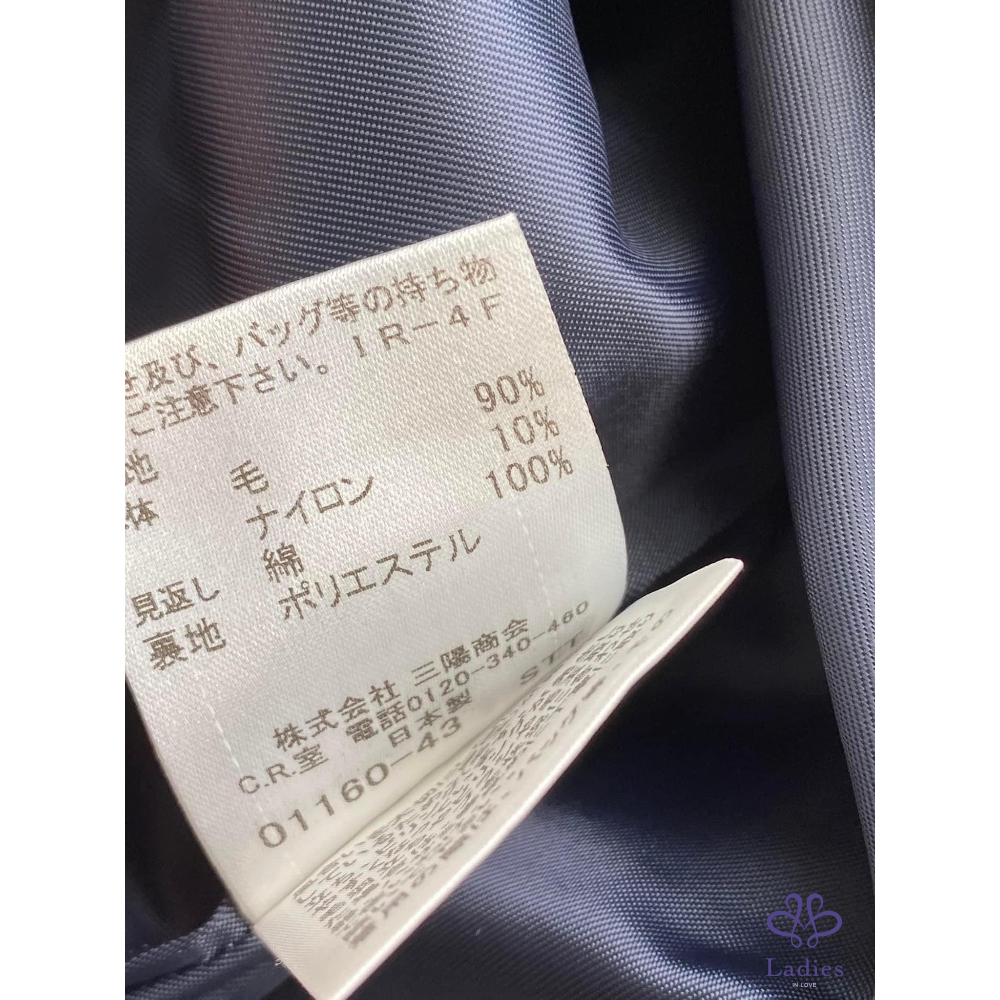 せ及び、バッグ等の持ち物
ご注意下さい。 IR-4F
地 毛 90%
体 ナイロン 10%
見返し 綿 100%
裏地 ポリエステル
株式会社 三陽商会
C.R.室 電話0120-340-460
日本製 STT
01160-43
Ladies
IN LOVE